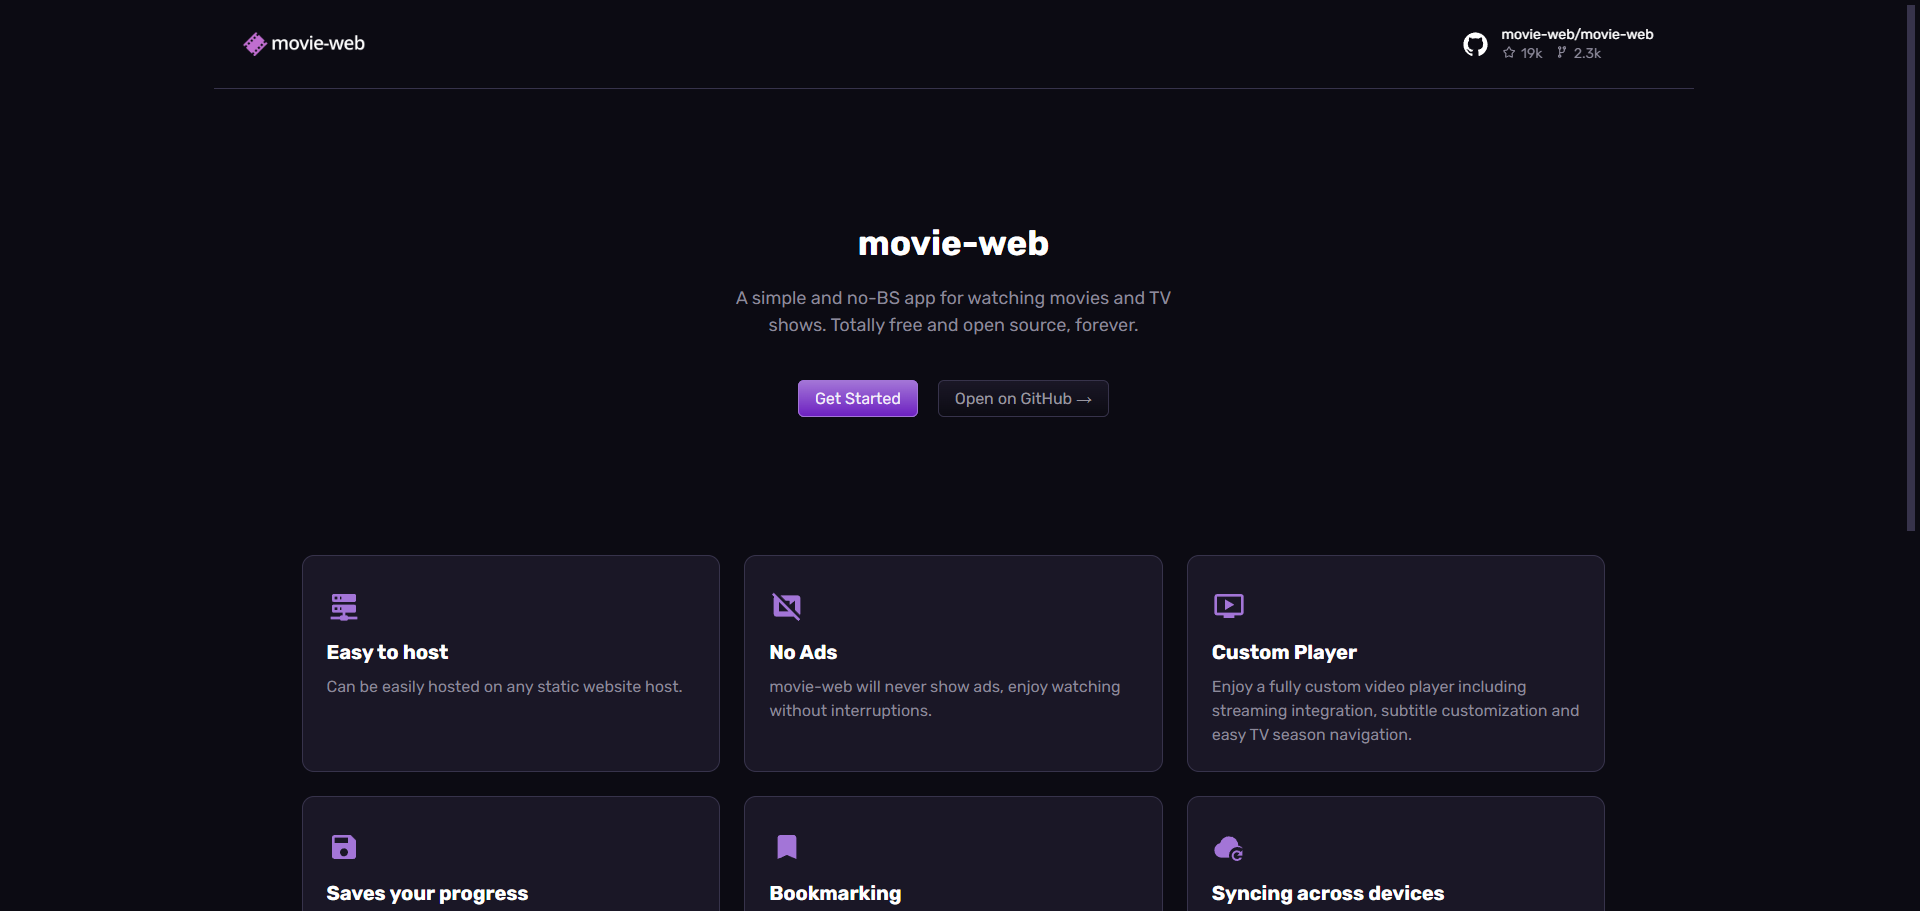 movie-web
movie-web/movie-web
19k 2.3k
movie-web
A simple and no-BS app for watching movies and TV
shows. Totally free and open source, forever.
Get Started
Open on GitHub →
Easy to host
Can be easily hosted on any static website host.
No Ads
movie-web will never show ads, enjoy watching
without interruptions.
Custom Player
Enjoy a fully custom video player including
streaming integration, subtitle customization and
easy TV season navigation.
Saves your progress
Bookmarking
Syncing across devices